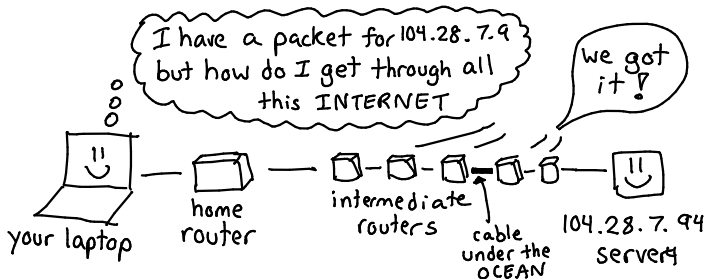 I have a packet for 104.28.7.9
but how do I get through all
this INTERNET
we got
it!
your laptop
home
router
intermediate
routers
cable
under the
OCEAN
104.28.7.94
server